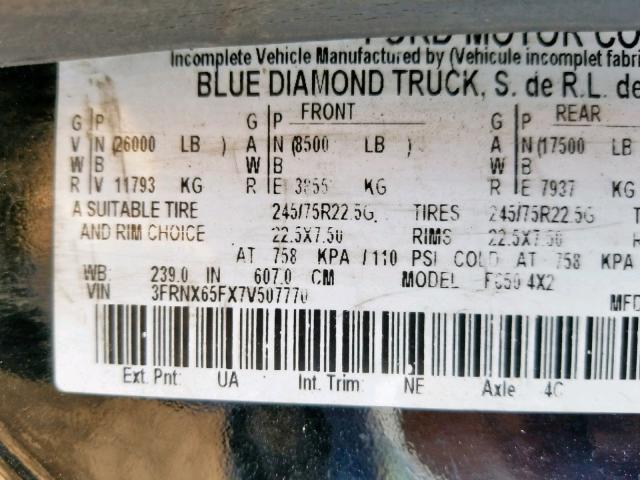 FORD MOTOR CO
Incomplete Vehicle Manufactured by (Vehicule incomplet fabri
BLUE DIAMOND TRUCK, S. de R.L. de
FRONT REAR
G P G P G P
V N (26000 LB ) A N (8500 LB ) A N (17500 LB
W B W B W B
R V 11793 KG R E 3855 KG R E 7937 KG
A SUITABLE TIRE 245/75R22.5G TIRES 245/75R22.5G
AND RIM CHOICE 22.5X7.50 RIMS 22.5X7.50
AT 758 KPA /110 PSI COLD AT 758 KPA
WB: 239.0 IN 607.0 CM MODEL F650 4X2
VIN 3FRNX65FX7V507770 MFD
Ext. Pnt: UA Int. Trim: NE Axle 4C